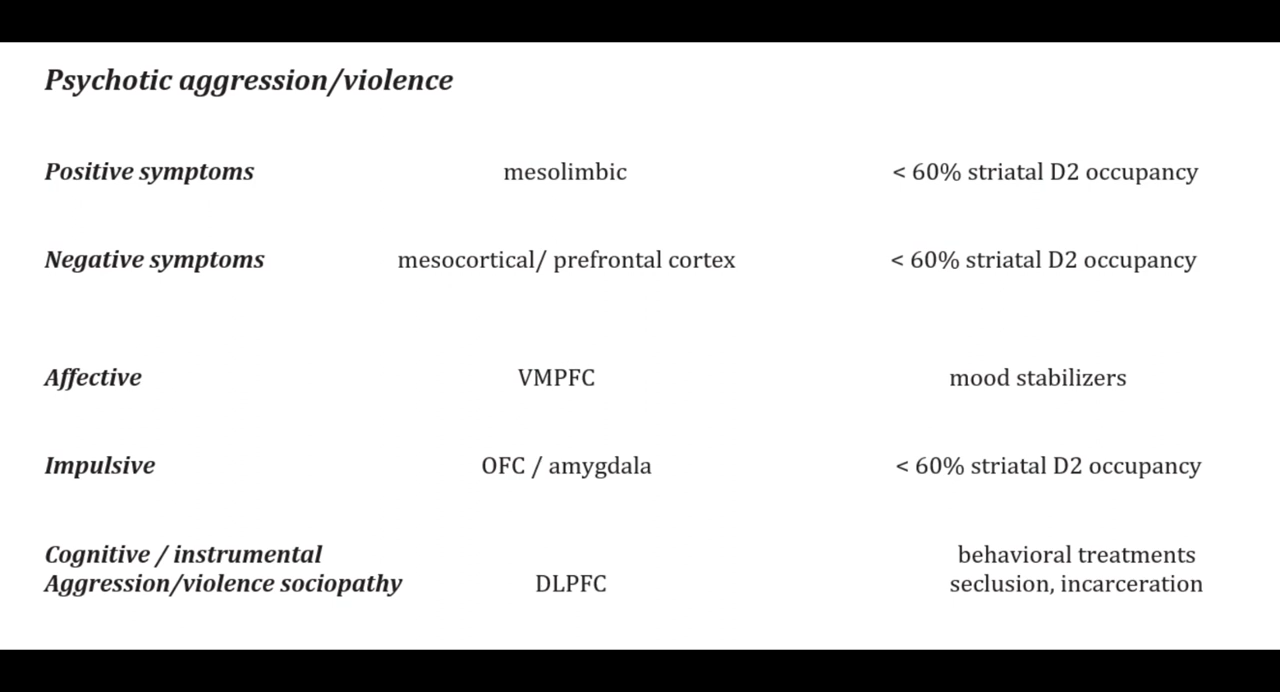 Psychotic aggression/violence
Positive symptoms mesolimbic < 60% striatal D2 occupancy
Negative symptoms mesocortical/ prefrontal cortex < 60% striatal D2 occupancy
Affective VMPFC mood stabilizers
Impulsive OFC / amygdala < 60% striatal D2 occupancy
Cognitive / instrumental behavioral treatments
Aggression/violence sociopathy DLPFC seclusion, incarceration